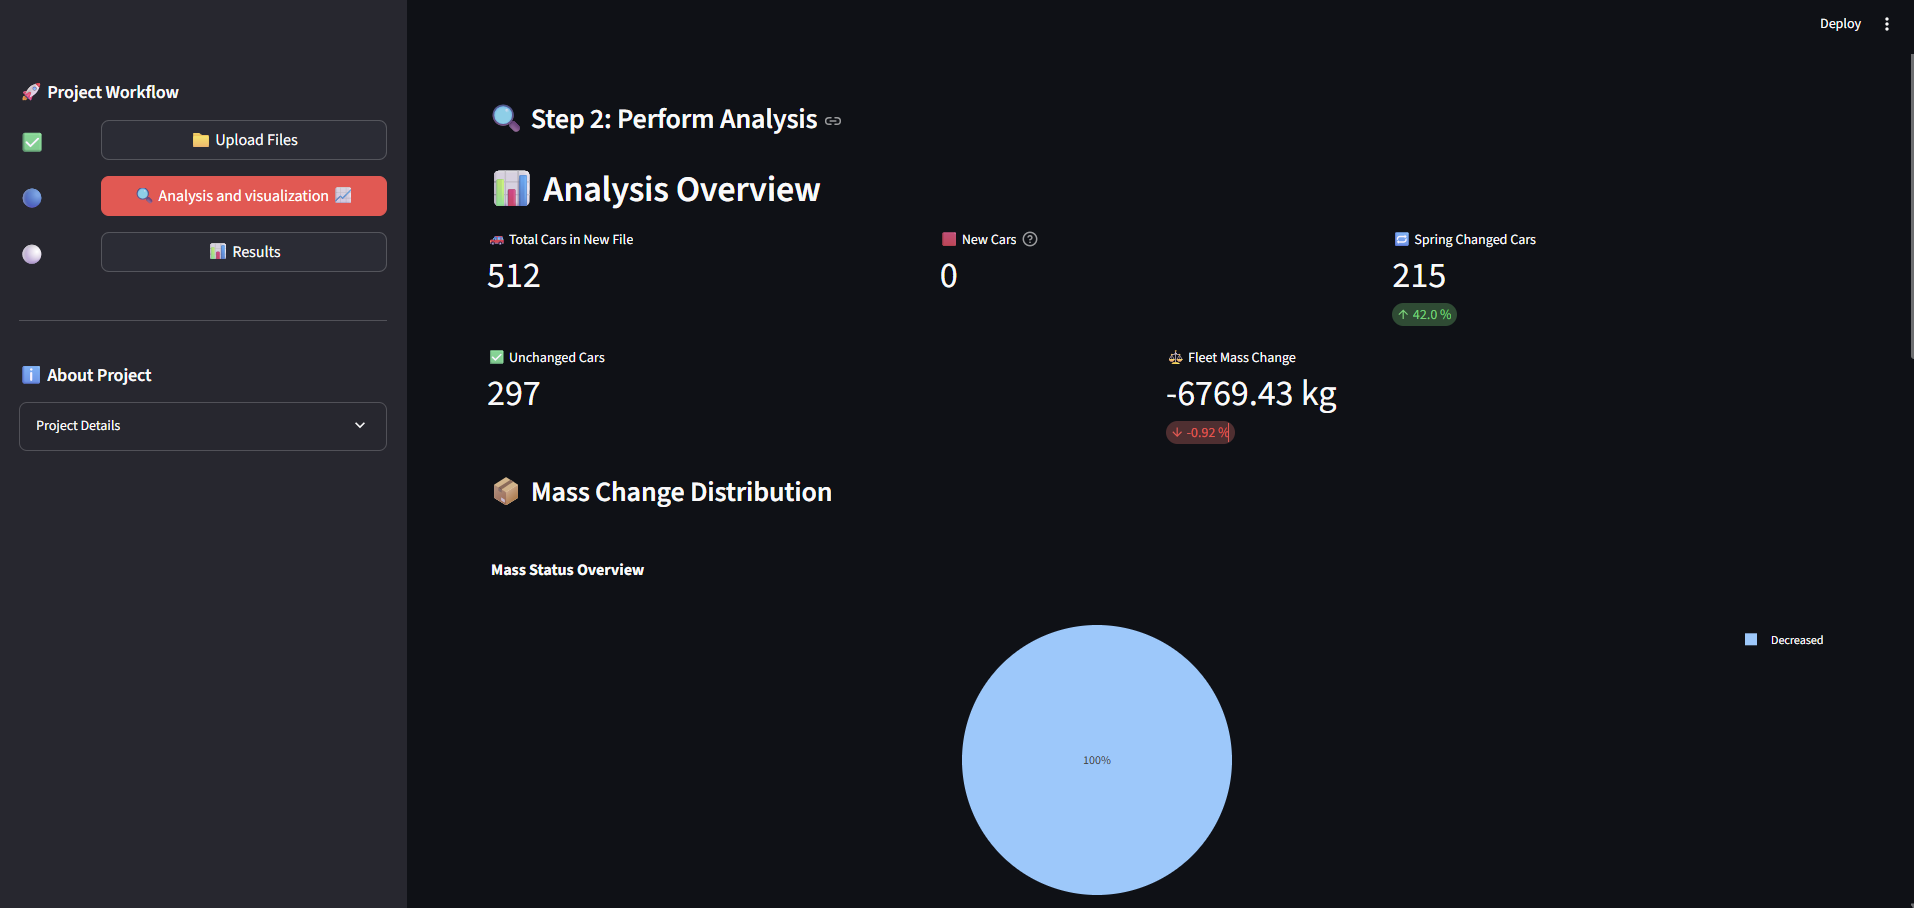 Deploy
Project Workflow
Upload Files
Analysis and visualization
Results
About Project
Project Details
Step 2: Perform Analysis
Analysis Overview
Total Cars in New File
512
New Cars
0
Spring Changed Cars
215
↑ 42.0 %
Unchanged Cars
297
Fleet Mass Change
-6769.43 kg
↓ -0.92 %
Mass Change Distribution
Mass Status Overview
Decreased
100%